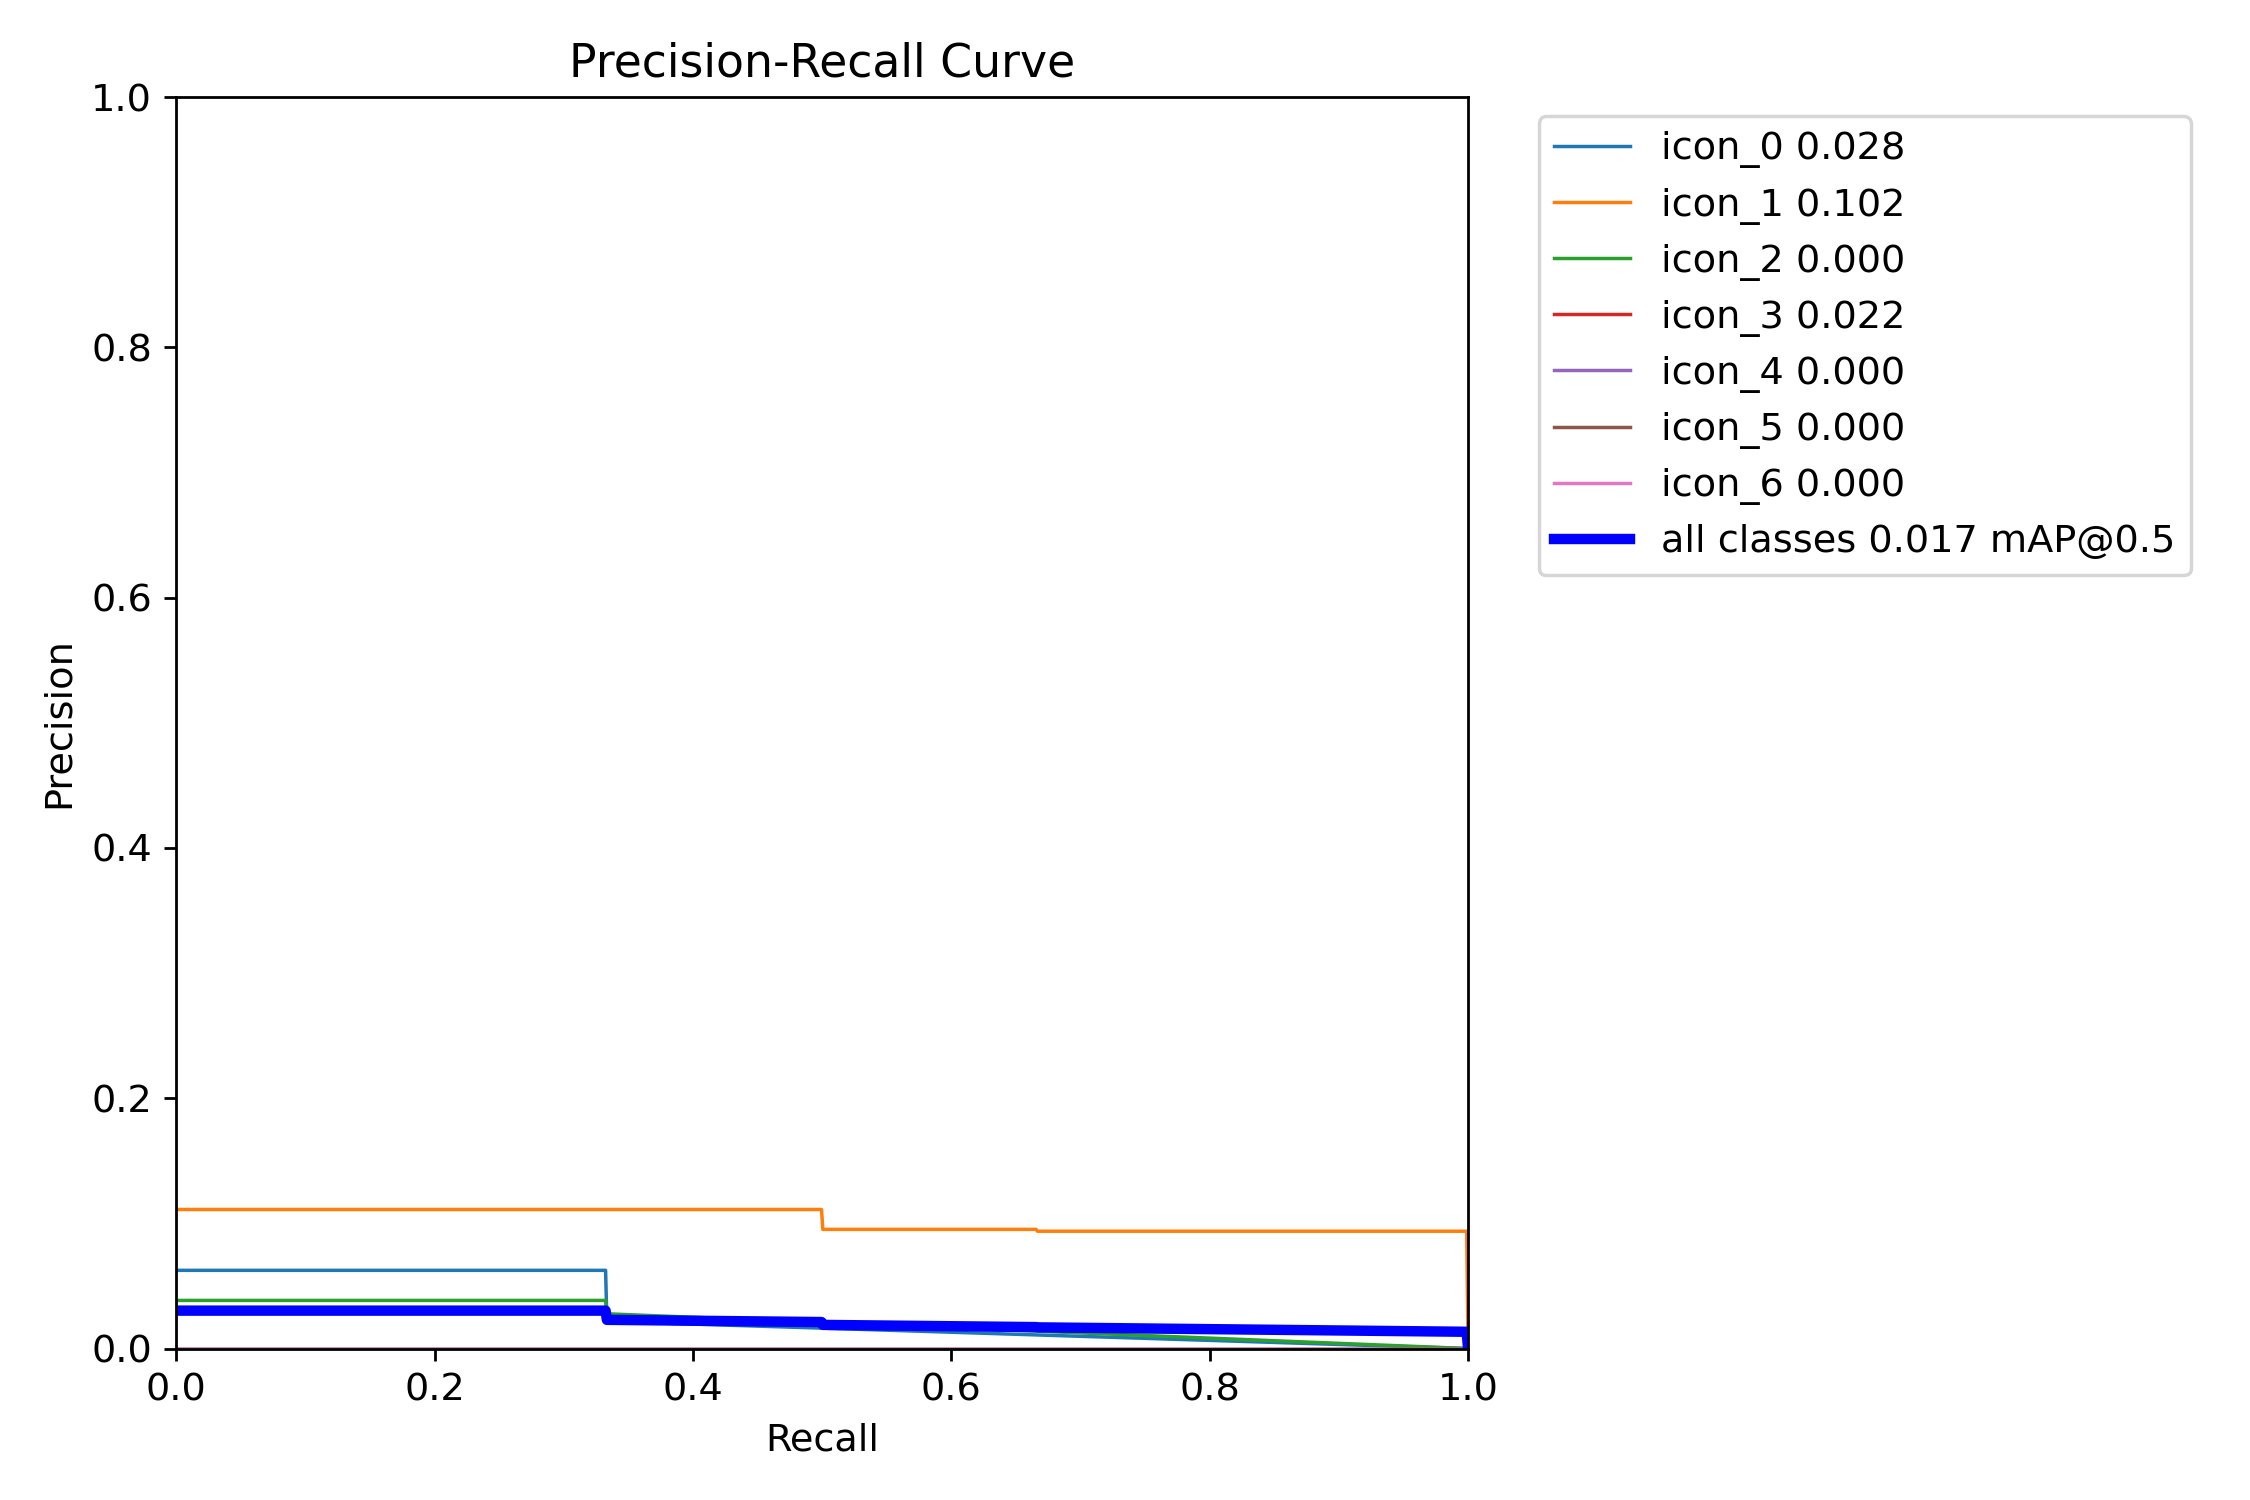 Precision-Recall Curve
1.0
0.8
0.6
0.4
0.2
0.0
Precision
0.0 0.2 0.4 0.6 0.8 1.0
Recall
icon_0 0.028
icon_1 0.102
icon_2 0.000
icon_3 0.022
icon_4 0.000
icon_5 0.000
icon_6 0.000
all classes 0.017 mAP@0.5